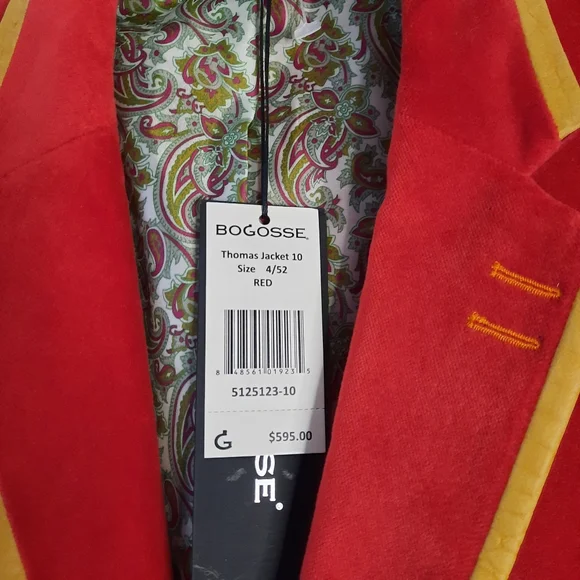 BOGOSSE
Thomas Jacket 10
Size 4/52
RED
8 48561 01923 5
5125123-10
G $595.00
SSE®